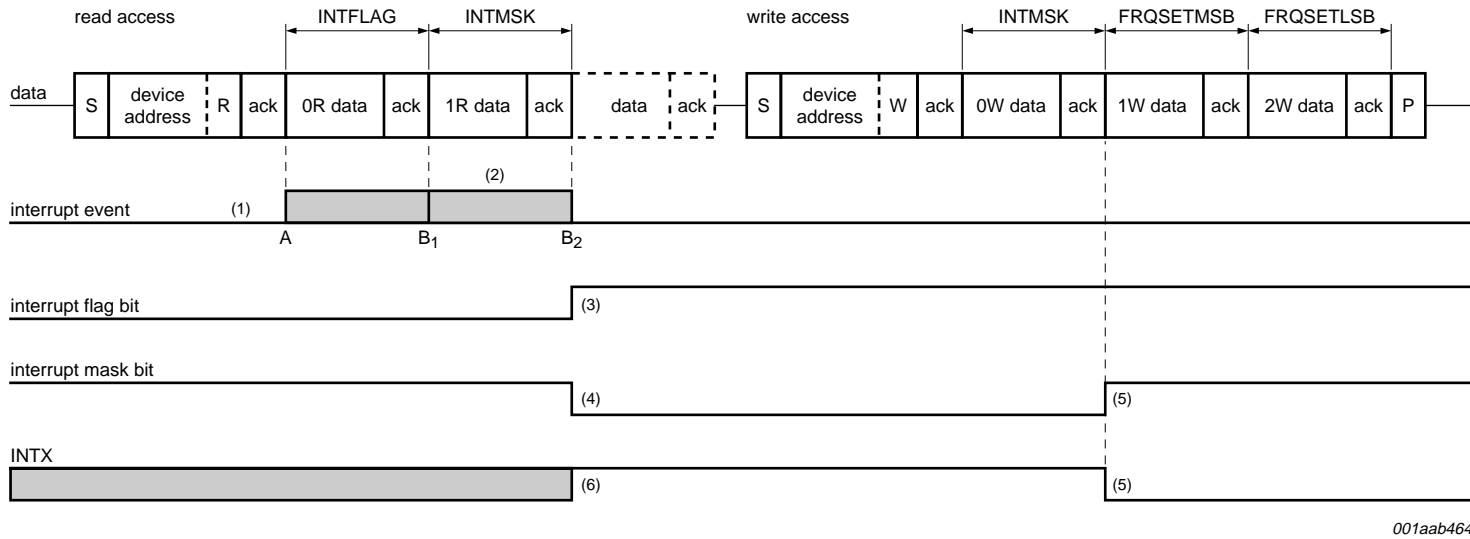 read access INTFLAG INTMSK write access INTMSK FRQSETMSB FRQSETLSB
data S device address R ack 0R data ack 1R data ack data ack S device address W ack 0W data ack 1W data ack 2W data ack P
(2)
interrupt event (1)
A B1 B2
interrupt flag bit (3)
interrupt mask bit
(4) (5)
INTX
(6) (5)
001aab464